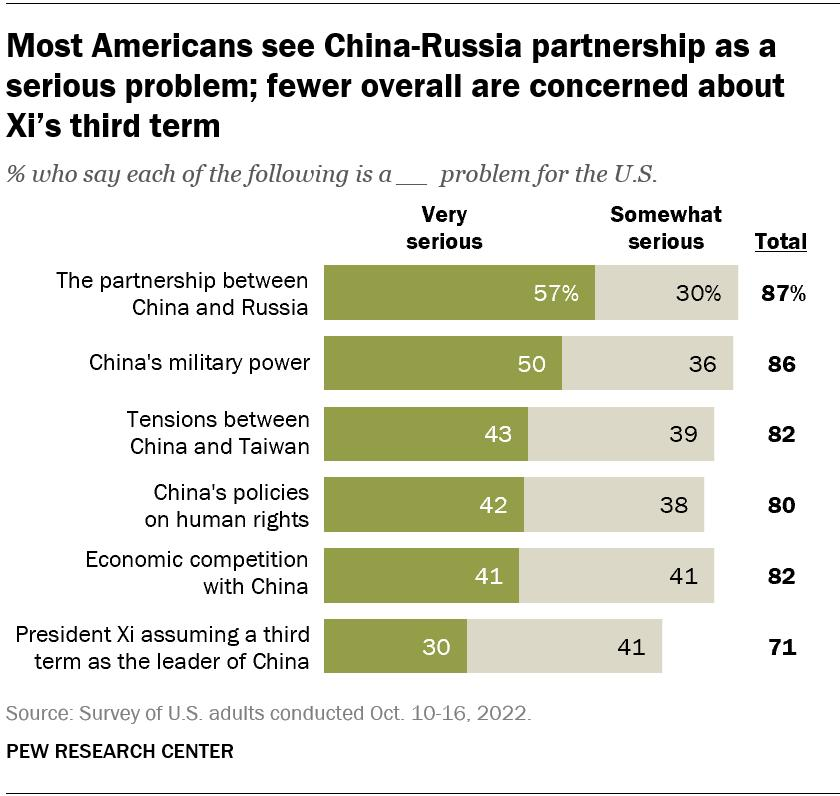 Most Americans see China-Russia partnership as a
serious problem; fewer overall are concerned about
Xi’s third term
% who say each of the following is a __ problem for the U.S.
Very
serious
Somewhat
serious
Total
The partnership between
China and Russia
57%
30%
87%
China's military power
50
36
86
Tensions between
China and Taiwan
43
39
82
China's policies
on human rights
42
38
80
Economic competition
with China
41
41
82
President Xi assuming a third
term as the leader of China
30
41
71
Source: Survey of U.S. adults conducted Oct. 10-16, 2022.
PEW RESEARCH CENTER